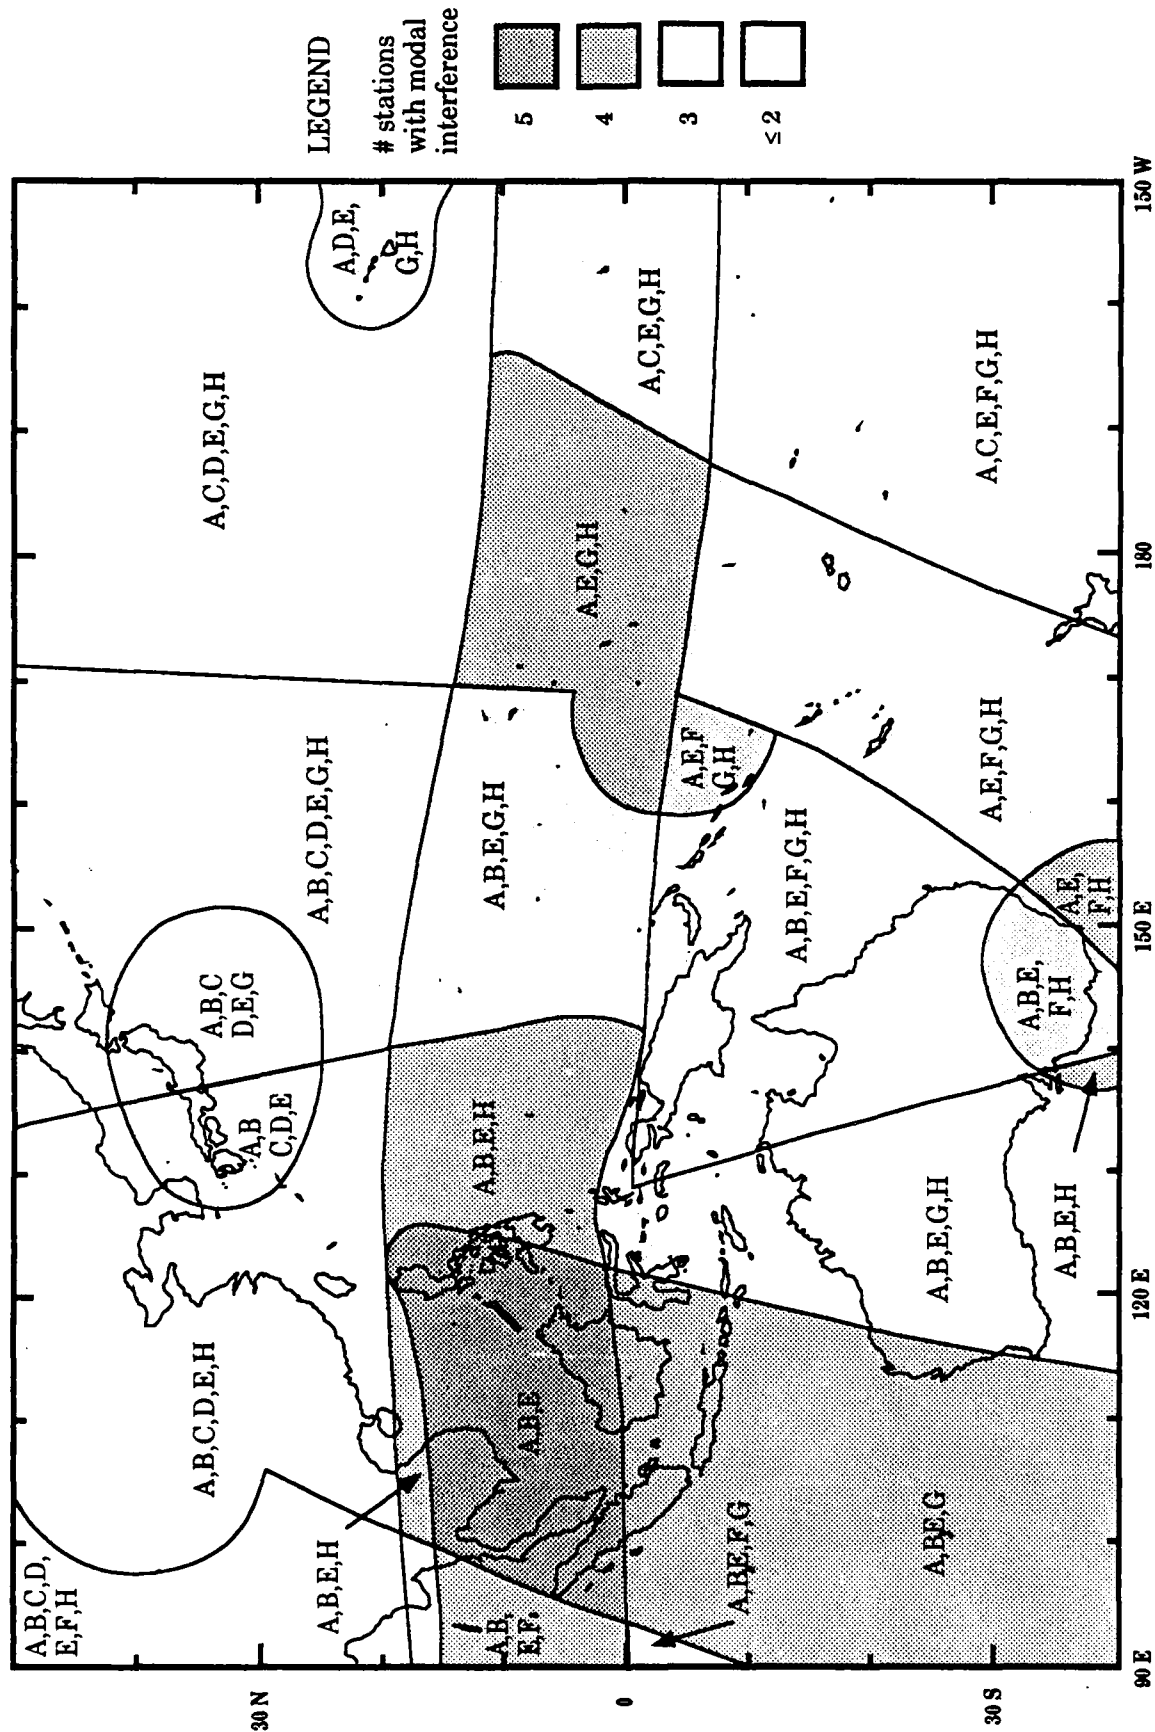 LEGEND
# stations
with modal
interference
5
4
3
≤ 2
A,B,C,D,
E,F,H
A,B,C,D,E,H
A,B
C,D,E
A,B,C
D,E,G
A,B,C,D,E,G,H
A,C,D,E,G,H
A,D,E,
G,H
A,B,E,H
A,B,
E,F,
A,B,E
A,B,E,H
A,B,E,G,H
A,E,G,H
A,C,E,G,H
A,B,E,F,G
A,B,E,G
A,B,E,G,H
A,B,E,H
A,B,E,F,G,H
A,E,F
G,H
A,B,E,
F,H
A,E,
F,H
A,E,F,G,H
A,C,E,F,G,H
30 N
0
30 S
90 E
120 E
150 E
180
150 W